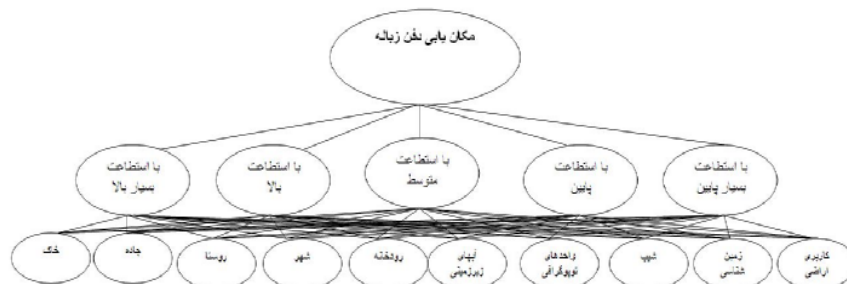 مکان یابی دفن زباله
با استطاعت
بسیار بالا
با استطاعت
بالا
با استطاعت
متوسط
با استطاعت
پایین
با استطاعت
بسیار پایین
خاک
جاده
روستا
شهر
رودخانه
آبهای
زیرزمینی
واحدهای
توپوگرافی
شیب
زمین
شناسی
کاربری
اراضی